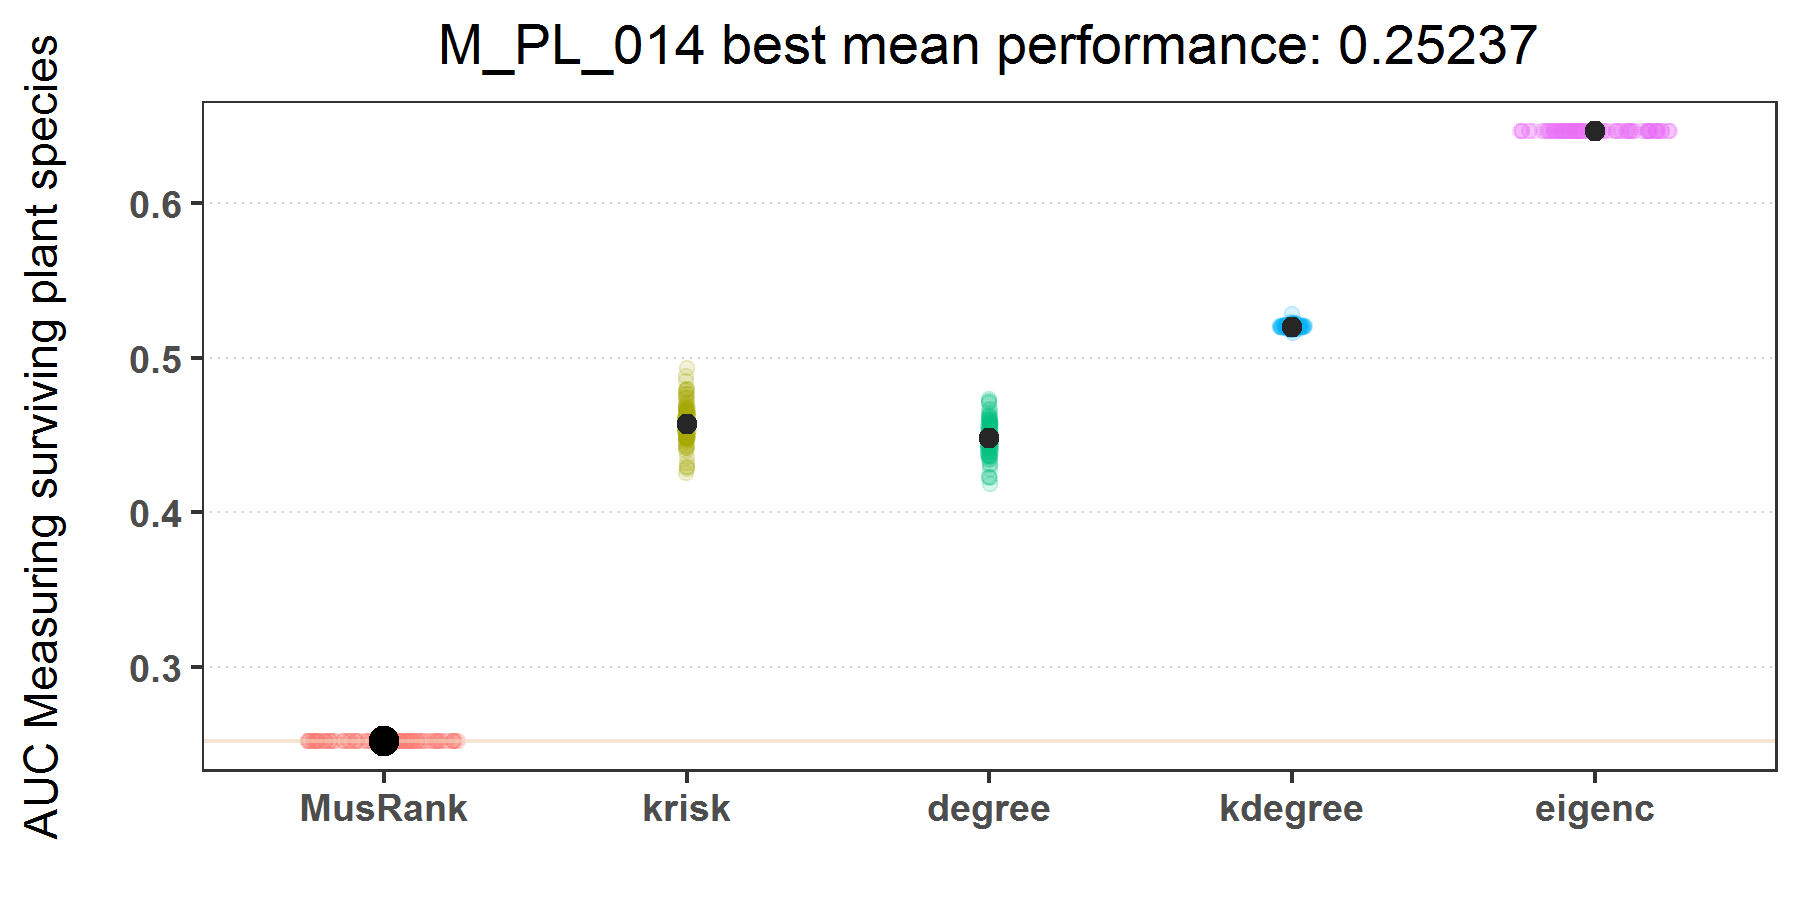 M_PL_014 best mean performance: 0.25237
AUC Measuring surviving plant species
0.6
0.5
0.4
0.3
MusRank krisk degree kdegree eigenc